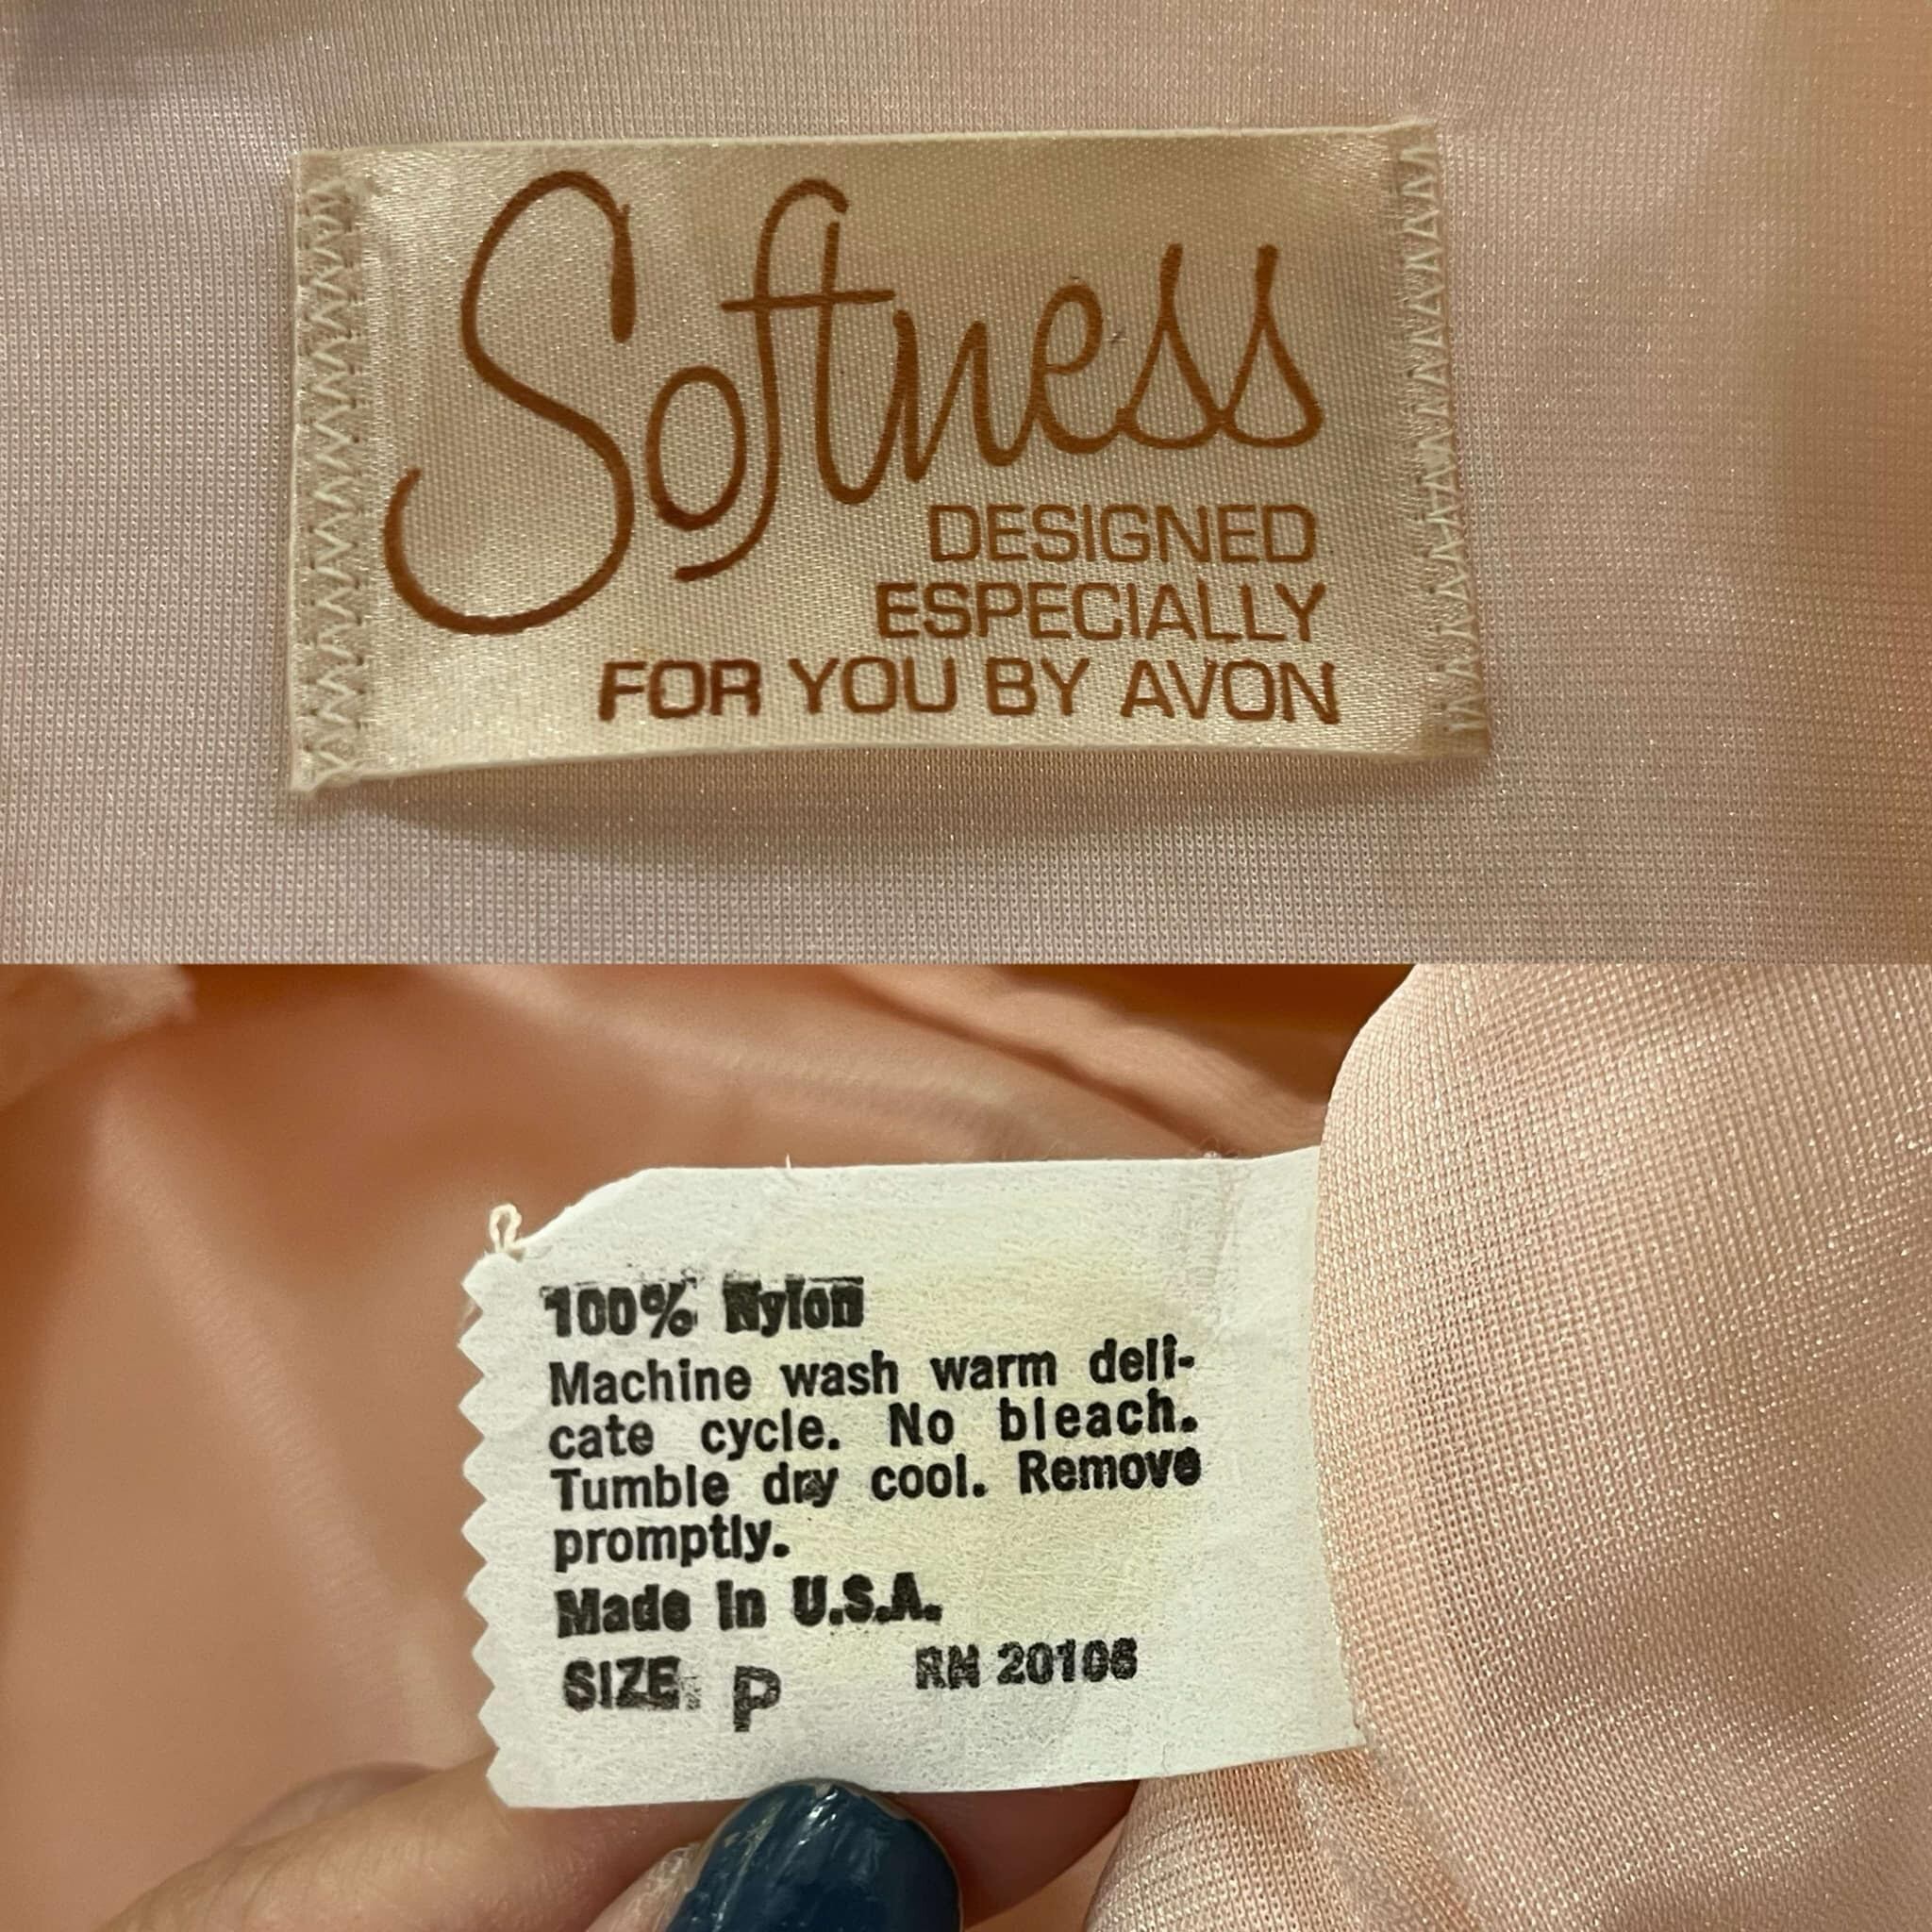 Softness
DESIGNED
ESPECIALLY
FOR YOU BY AVON
100% Nylon
Machine wash warm deli-
cate cycle. No bleach.
Tumble dry cool. Remove
promptly.
Made in U.S.A.
SIZE: P RN 20106